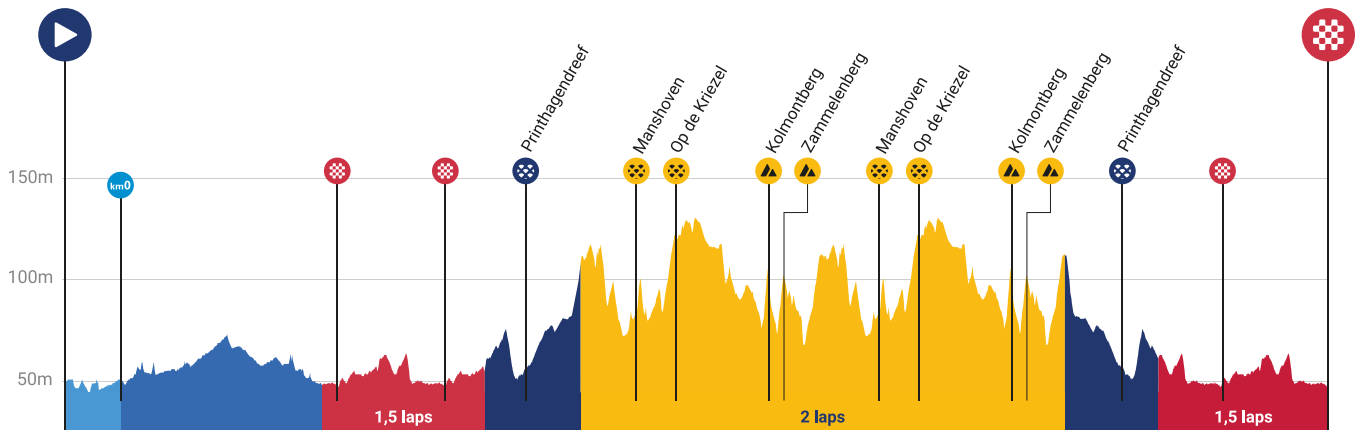 Printhagendreef
Manshoven
Op de Kriezel
Kolmontberg
Zammelenberg
Manshoven
Op de Kriezel
Kolmontberg
Zammelenberg
Printhagendreef
150m
km0
100m
50m
1,5 laps
2 laps
1,5 laps